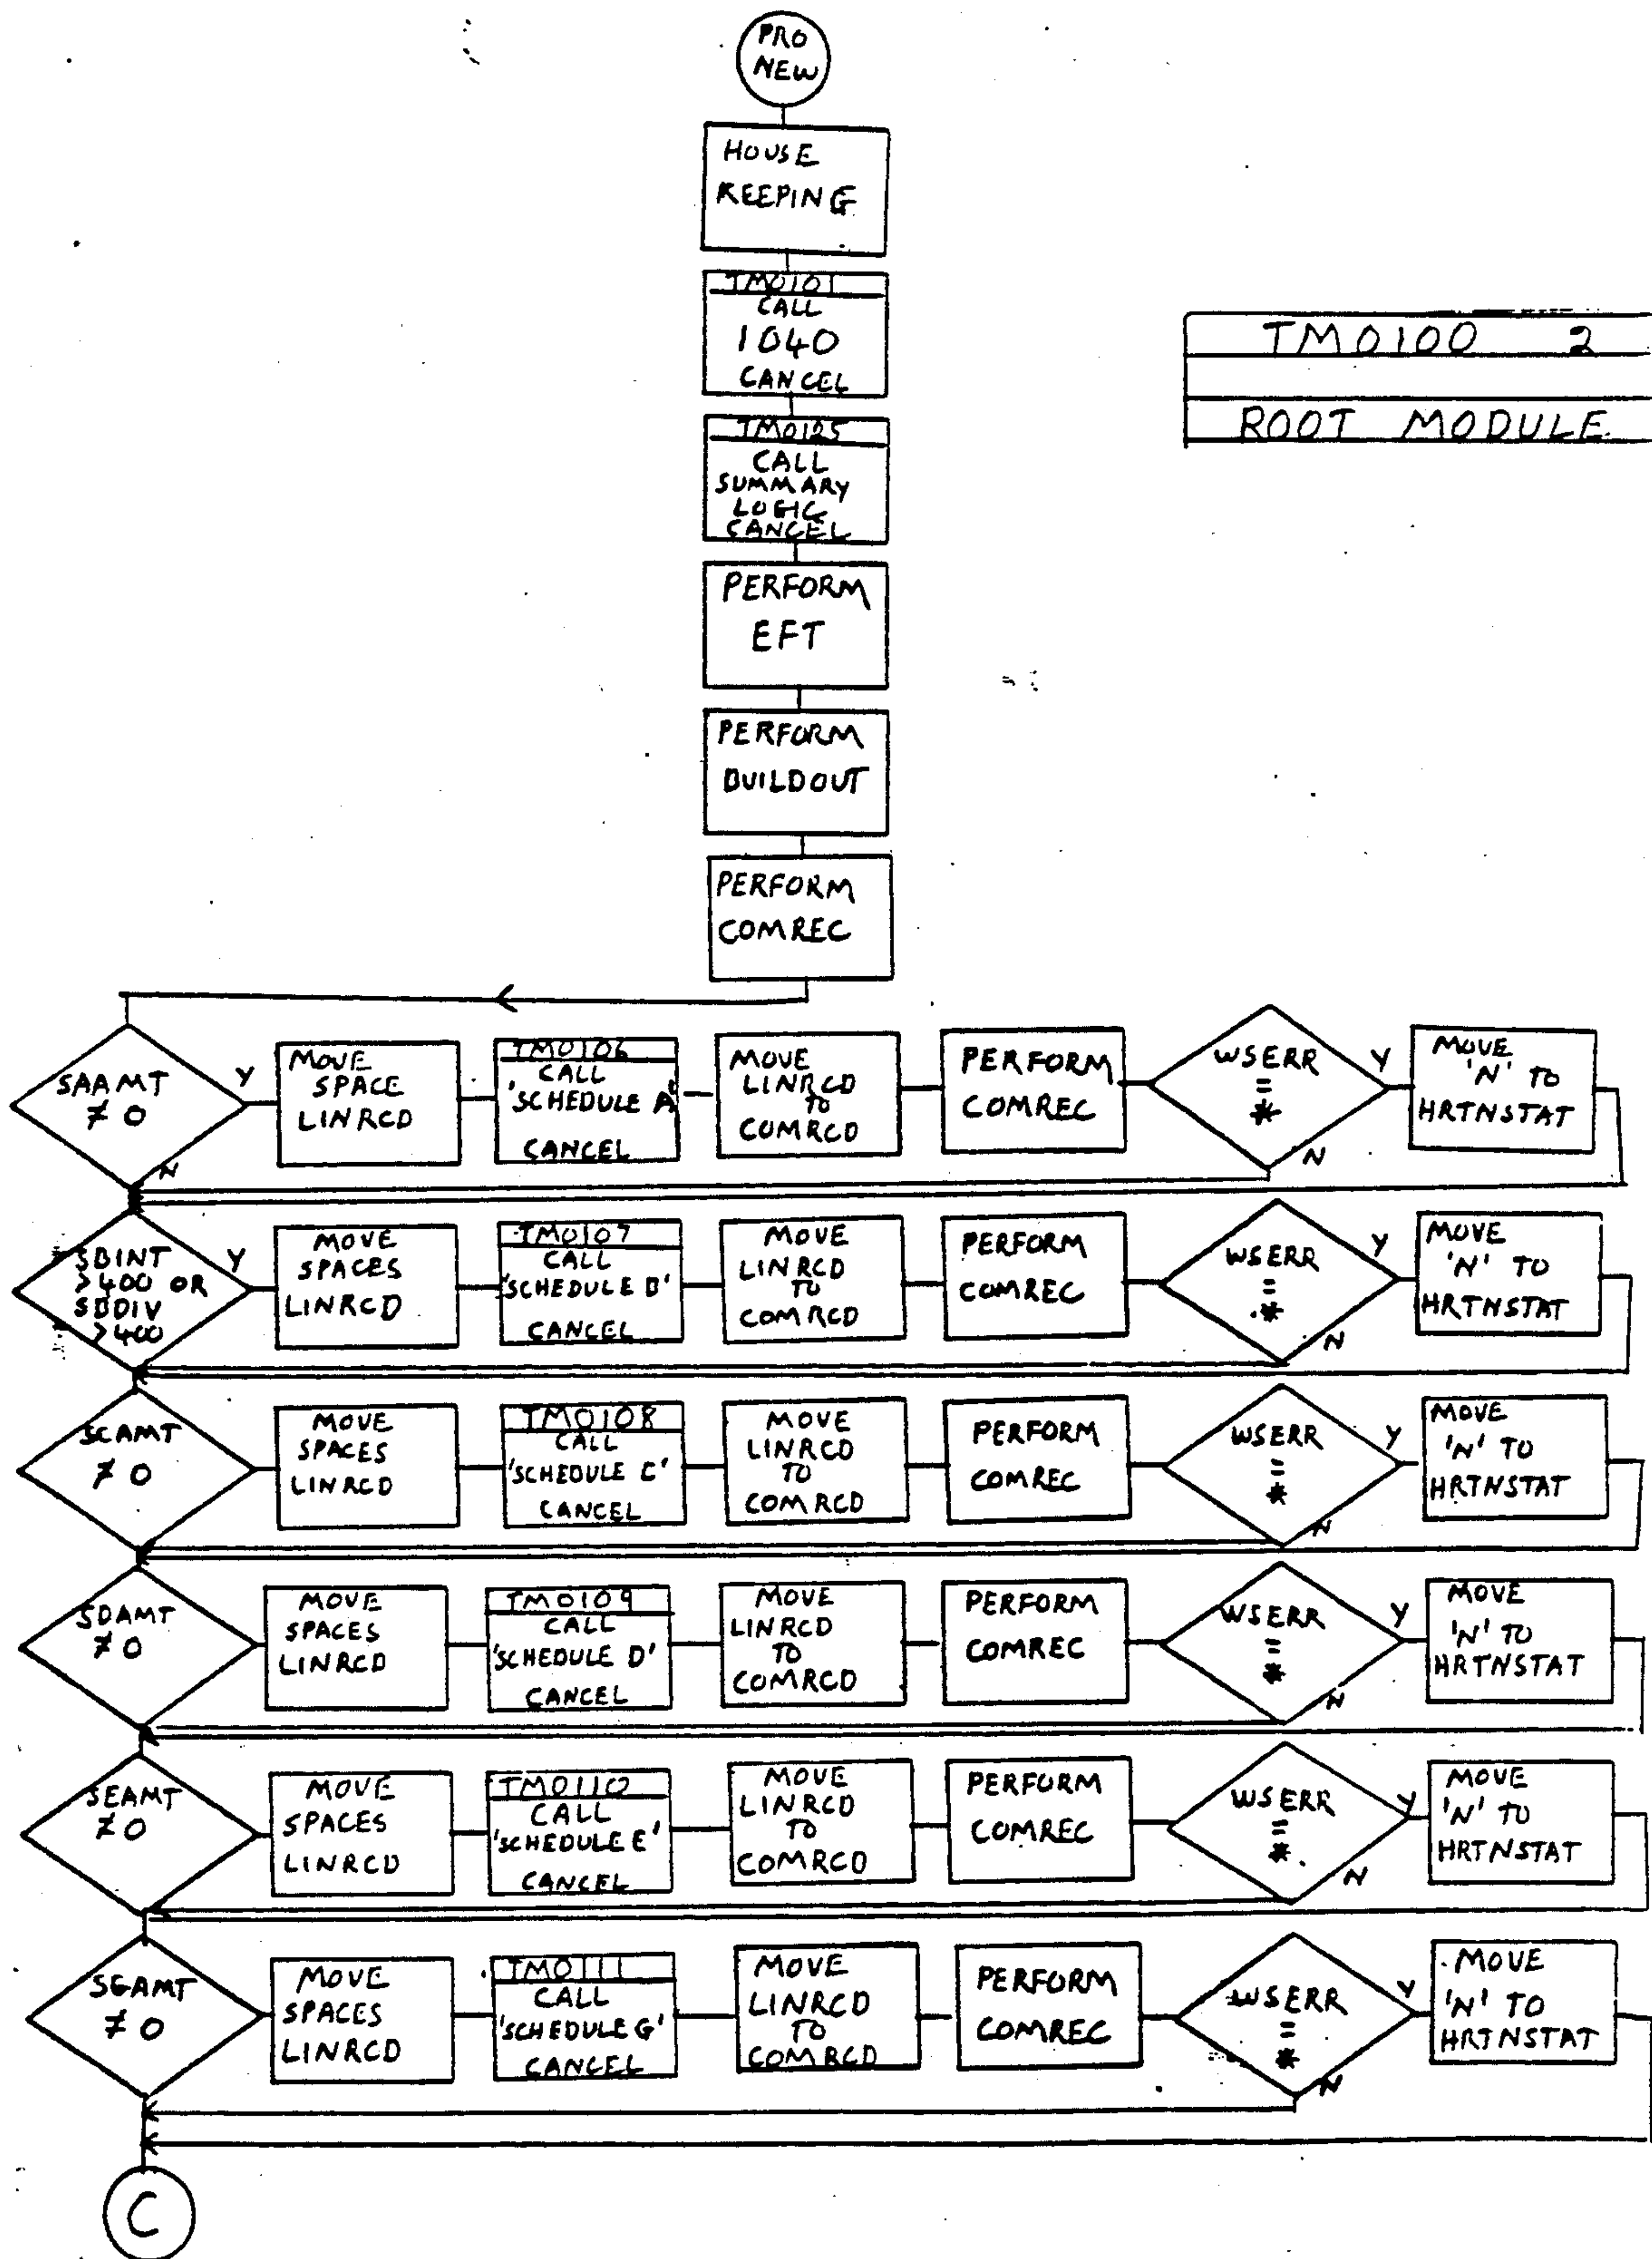 PRO
NEW
HOUSE
KEEPING
TM0101
CALL
1040
CANCEL
TM0100 2
ROOT MODULE
TM0125
CALL
SUMMARY
LOGIC
CANCEL
PERFORM
EFT
PERFORM
BUILDOUT
PERFORM
COMREC
SAAMT
≠ 0
Y
N
MOVE
SPACE
LINRCD
TM0106
CALL
'SCHEDULE A'
CANCEL
MOVE
LINRCD
TO
COMRCD
PERFORM
COMREC
WSERR
=
*
Y
N
MOVE
'N' TO
HRTNSTAT
SBINT
>400 OR
SBDIV
>400
Y
MOVE
SPACES
LINRCD
TM0107
CALL
'SCHEDULE B'
CANCEL
MOVE
LINRCD
TO
COMRCD
PERFORM
COMREC
WSERR
=
*
Y
N
MOVE
'N' TO
HRTNSTAT
SCAMT
≠ 0
MOVE
SPACES
LINRCD
TM0108
CALL
'SCHEDULE C'
CANCEL
MOVE
LINRCD
TO
COMRCD
PERFORM
COMREC
WSERR
=
*
Y
N
MOVE
'N' TO
HRTNSTAT
SDAMT
≠ 0
MOVE
SPACES
LINRCD
TM0109
CALL
'SCHEDULE D'
CANCEL
MOVE
LINRCD
TO
COMRCD
PERFORM
COMREC
WSERR
=
*
Y
N
MOVE
'N' TO
HRTNSTAT
SEAMT
≠ 0
MOVE
SPACES
LINRCD
TM0110
CALL
'SCHEDULE E'
CANCEL
MOVE
LINRCD
TO
COMRCD
PERFORM
COMREC
WSERR
=
*
Y
N
MOVE
'N' TO
HRTNSTAT
SGAMT
≠ 0
MOVE
SPACES
LINRCD
TM0111
CALL
'SCHEDULE G'
CANCEL
MOVE
LINRCD
TO
COMRCD
PERFORM
COMREC
WSERR
=
*
Y
N
MOVE
'N' TO
HRTNSTAT
C